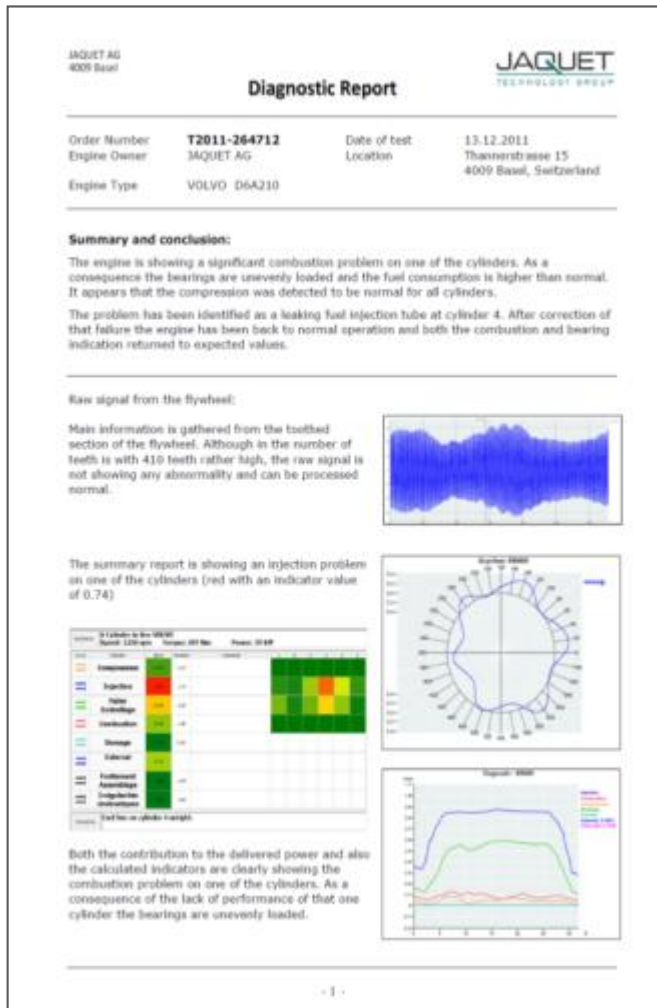 JAQUET AG
4009 Basel
JAQUET
TECHNOLOGY GROUP
Diagnostic Report
Order Number T2011-264712 Date of test 13.12.2011
Engine Owner JAQUET AG Location Thannerstrasse 15
4009 Basel, Switzerland
Engine Type VOLVO D6A210
Summary and conclusion:
The engine is showing a significant combustion problem on one of the cylinders. As a
consequence the bearings are unevenly loaded and the fuel consumption is higher than normal.
It appears that the compression was detected to be normal for all cylinders.
The problem has been identified as a leaking fuel injection tube at cylinder 4. After correction of
that failure the engine has been back to normal operation and both the combustion and bearing
indication returned to expected values.
Raw signal from the flywheel:
Main information is gathered from the toothed
section of the flywheel. Although in the number of
teeth is with 410 teeth rather high, the raw signal is
not showing any abnormality and can be processed
normal.
The summary report is showing an injection problem
on one of the cylinders (red with an indicator value
of 0.74)
Compression
Injection
Combustion
Damage
External
Both the contribution to the delivered power and also
the calculated indicators are clearly showing the
combustion problem on one of the cylinders. As a
consequence of the lack of performance of that one
cylinder the bearings are unevenly loaded.
- 1 -